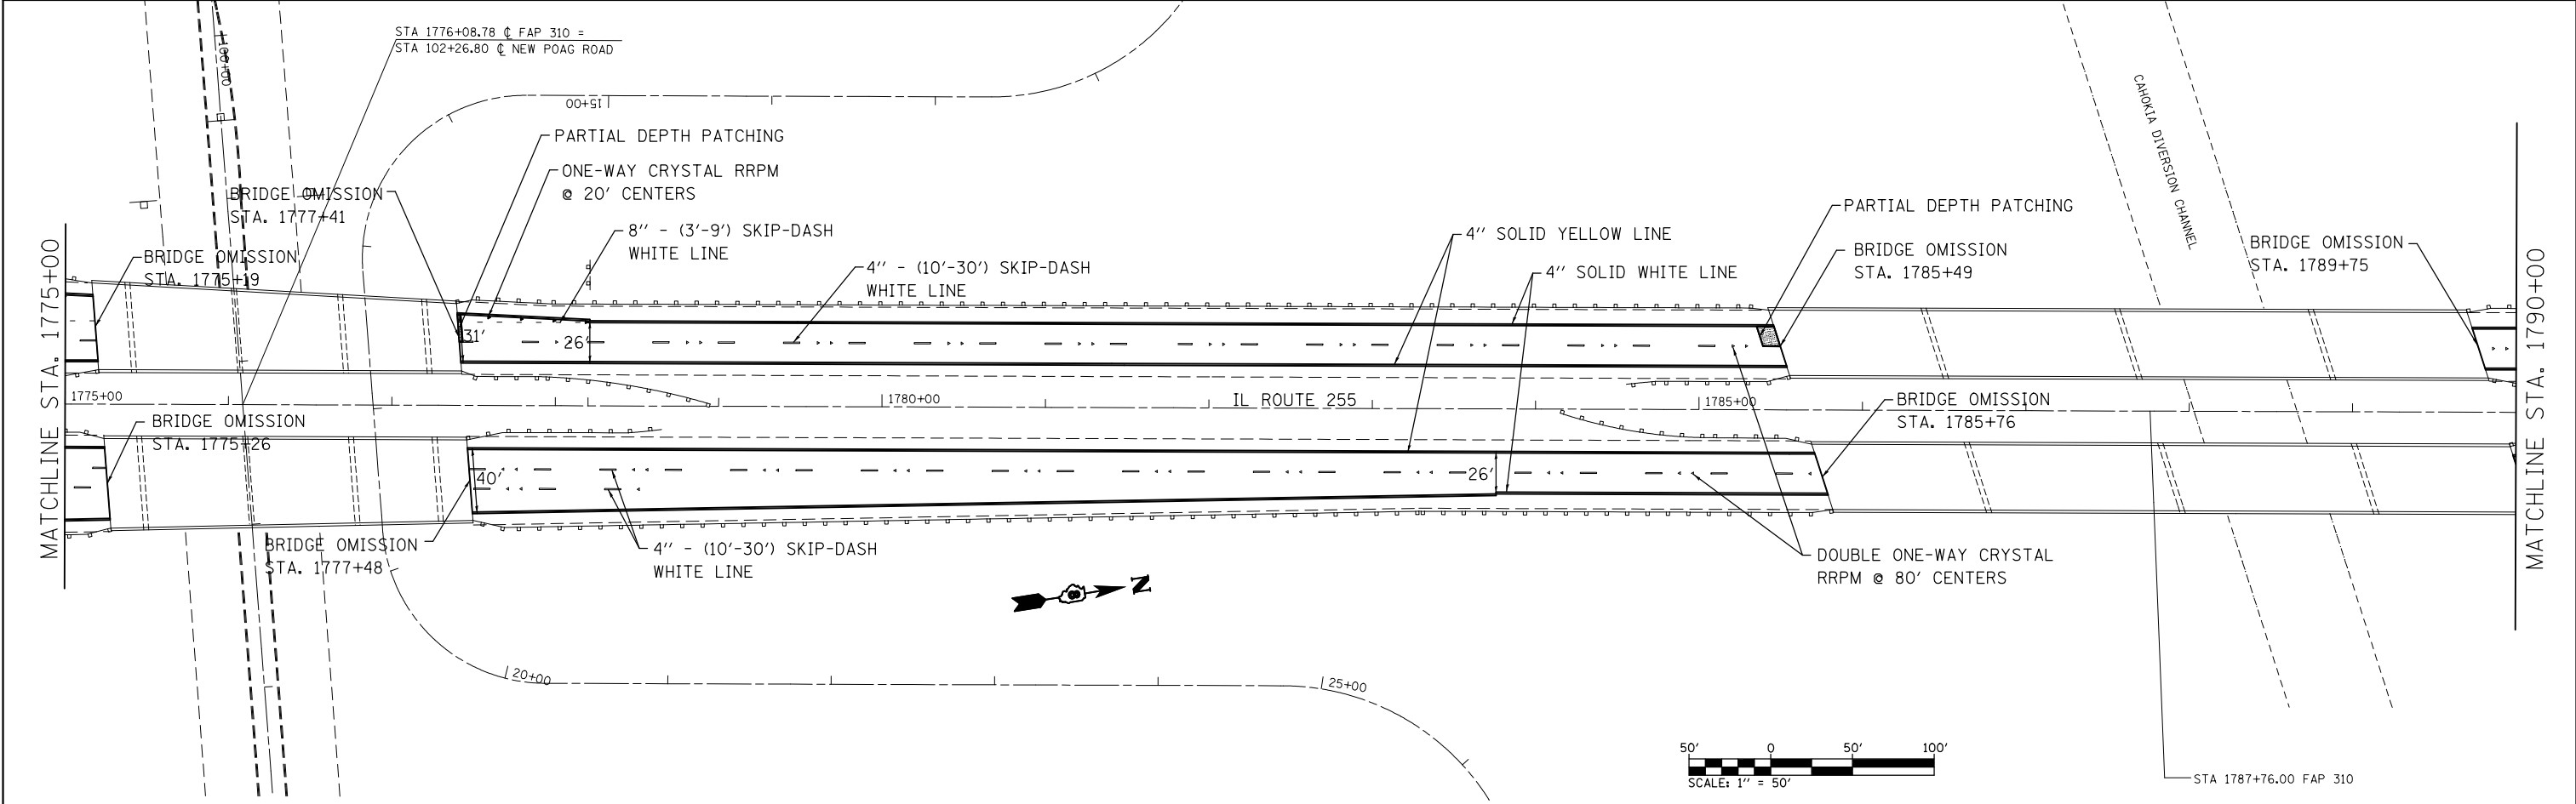 STA 1776+08.78 ℄ FAP 310 =
STA 102+26.80 ℄ NEW POAG ROAD
100+00
15+00
PARTIAL DEPTH PATCHING
ONE-WAY CRYSTAL RRPM
@ 20' CENTERS
8'' - (3'-9') SKIP-DASH
WHITE LINE
4'' - (10'-30') SKIP-DASH
WHITE LINE
BRIDGE OMISSION
STA. 1777+41
BRIDGE OMISSION
STA. 1775+19
MATCHLINE STA. 1775+00
31'
26'
4'' SOLID YELLOW LINE
4'' SOLID WHITE LINE
PARTIAL DEPTH PATCHING
BRIDGE OMISSION
STA. 1785+49
CAHOKIA DIVERSION CHANNEL
BRIDGE OMISSION
STA. 1789+75
MATCHLINE STA. 1790+00
1775+00
1780+00
IL ROUTE 255
1785+00
BRIDGE OMISSION
STA. 1775+26
BRIDGE OMISSION
STA. 1785+76
40'
26'
BRIDGE OMISSION
STA. 1777+48
4'' - (10'-30') SKIP-DASH
WHITE LINE
DOUBLE ONE-WAY CRYSTAL
RRPM @ 80' CENTERS
N
20+00
25+00
50' 0 50' 100'
SCALE: 1'' = 50'
STA 1787+76.00 FAP 310